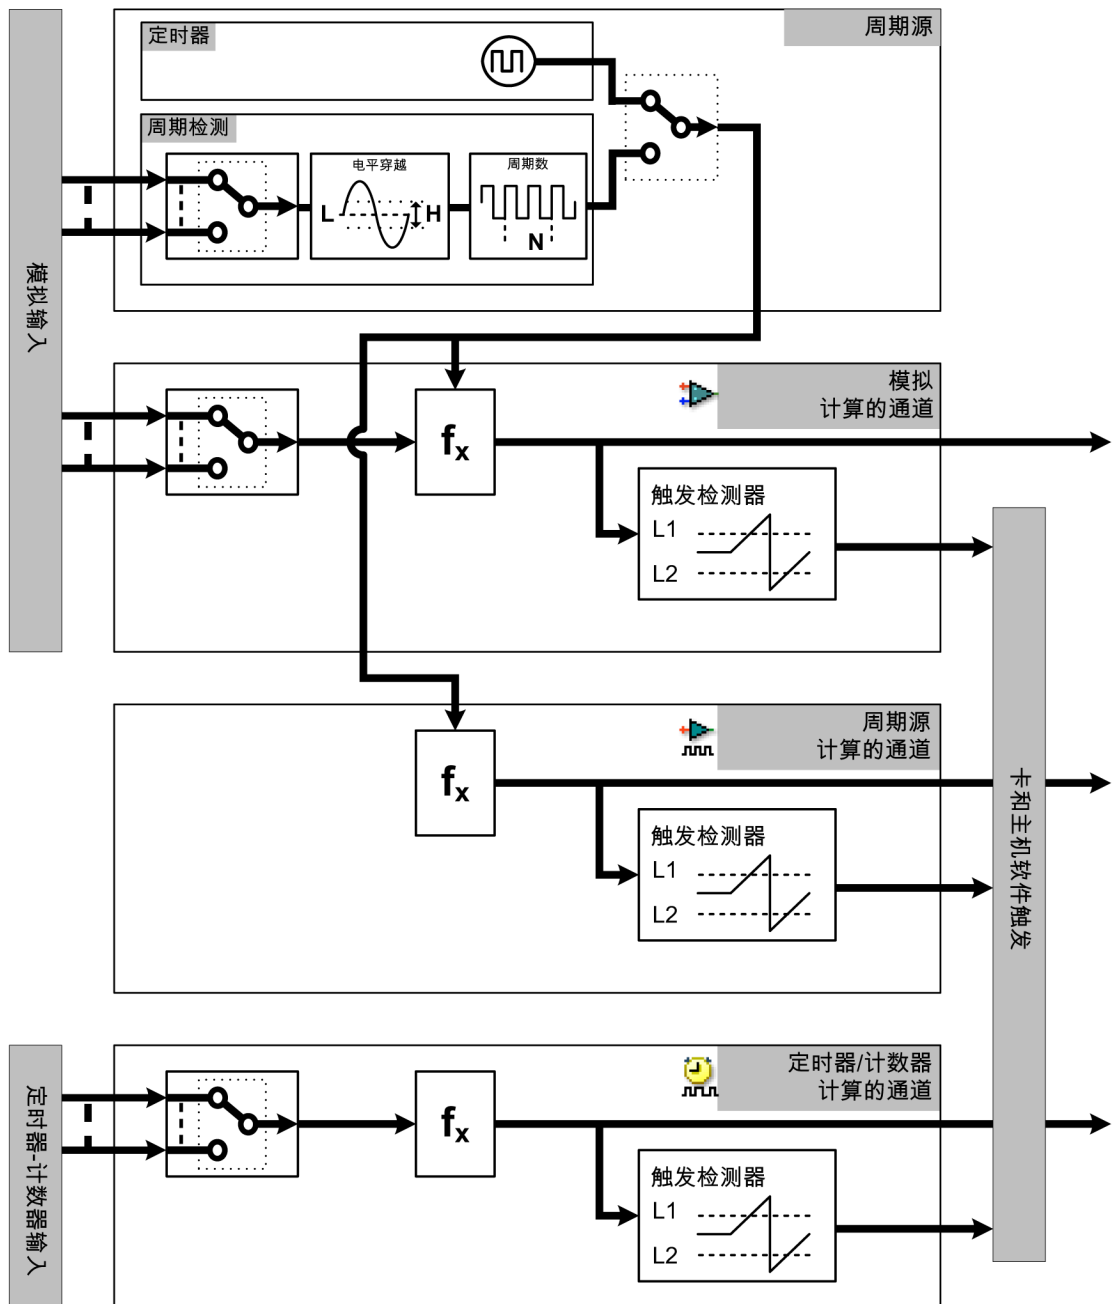 定时器
周期源
周期检测
电平穿越
L
H
周期数
N
模拟输入
模拟
计算的通道
fx
触发检测器
L1
L2
周期源
计算的通道
fx
触发检测器
L1
L2
卡和主机软件触发
定时器/计数器
计算的通道
fx
触发检测器
L1
L2
定时器-计数器输入